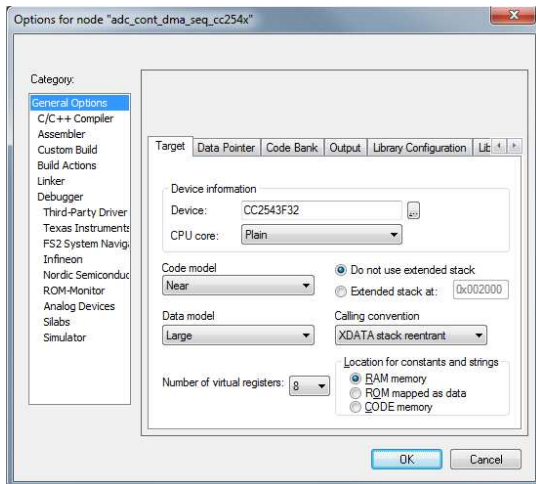 Options for node "adc_cont_dma_seq_cc254x"
Category:
General Options
C/C++ Compiler
Assembler
Custom Build
Build Actions
Linker
Debugger
Third-Party Driver
Texas Instruments
FS2 System Navig
Infineon
Nordic Semiconduc
ROM-Monitor
Analog Devices
Silabs
Simulator
Target Data Pointer Code Bank Output Library Configuration Lit
Device information
Device: CC2543F32 ...
CPU core: Plain
Code model
Near
Do not use extended stack
Extended stack at: 0x002000
Data model
Large
Calling convention
XDATA stack reentrant
Number of virtual registers: 8
Location for constants and strings
RAM memory
ROM mapped as data
CODE memory
OK Cancel